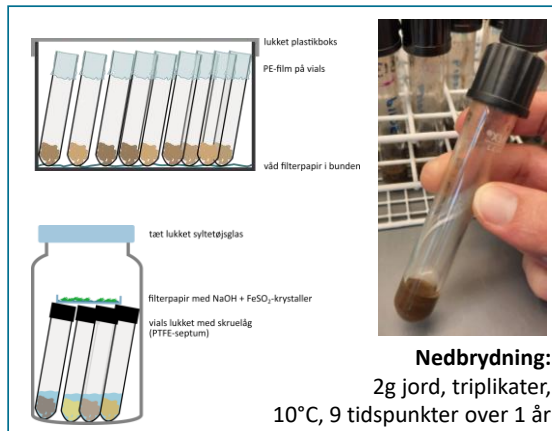 lukket plastikboks
PE-film på vials
våd filterpapir i bunden
tæt lukket syltetøjsglas
filterpapir med NaOH + FeSO₂-krystaller
vials lukket med skruelåg
(PTFE-septum)
Nedbrydning:
2g jord, triplikater,
10°C, 9 tidspunkter over 1 år